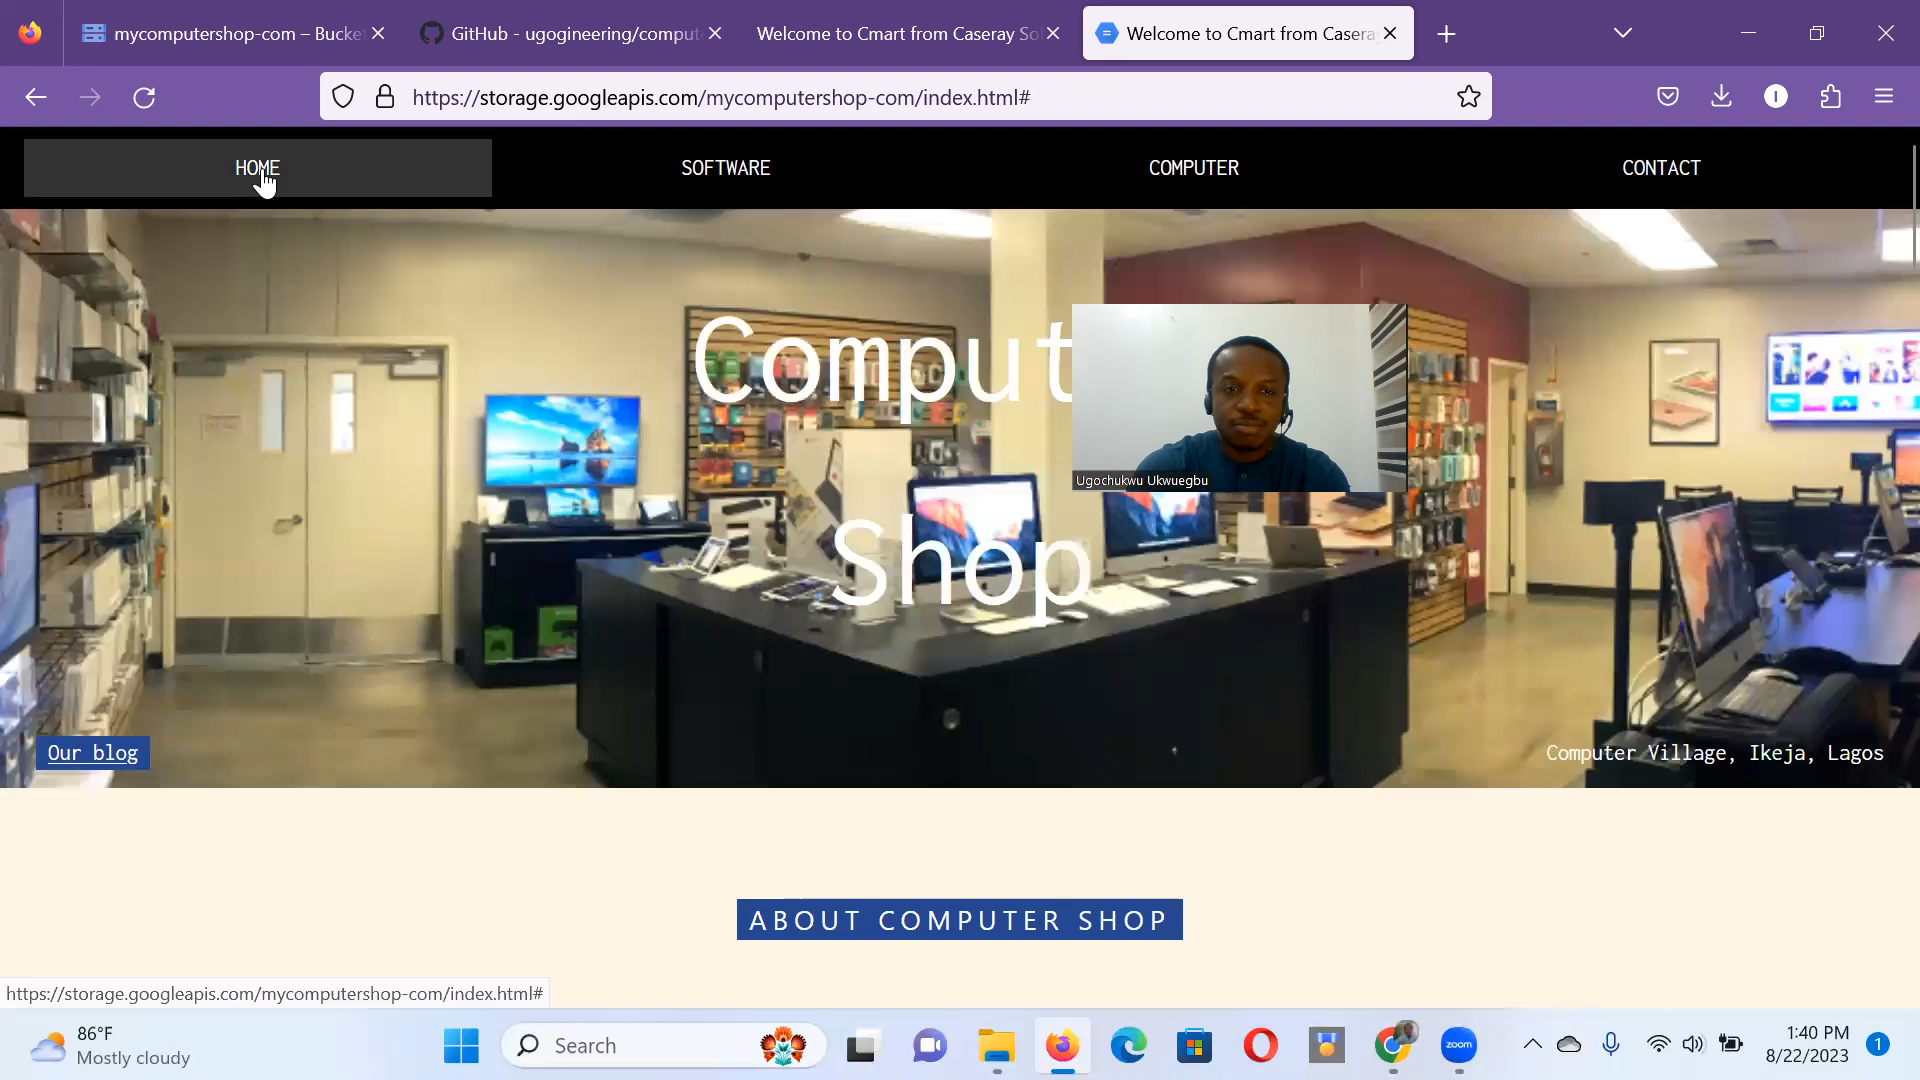 mycomputershop-com – Bucke
GitHub - ugogineering/comput
Welcome to Cmart from Caseray So
Welcome to Cmart from Casera
https://storage.googleapis.com/mycomputershop-com/index.html#
HOME
SOFTWARE
COMPUTER
CONTACT
Comput
Shop
Ugochukwu Ukwuegbu
Our blog
Computer Village, Ikeja, Lagos
ABOUT COMPUTER SHOP
https://storage.googleapis.com/mycomputershop-com/index.html#
86°F
Mostly cloudy
Search
zoom
1:40 PM
8/22/2023
1